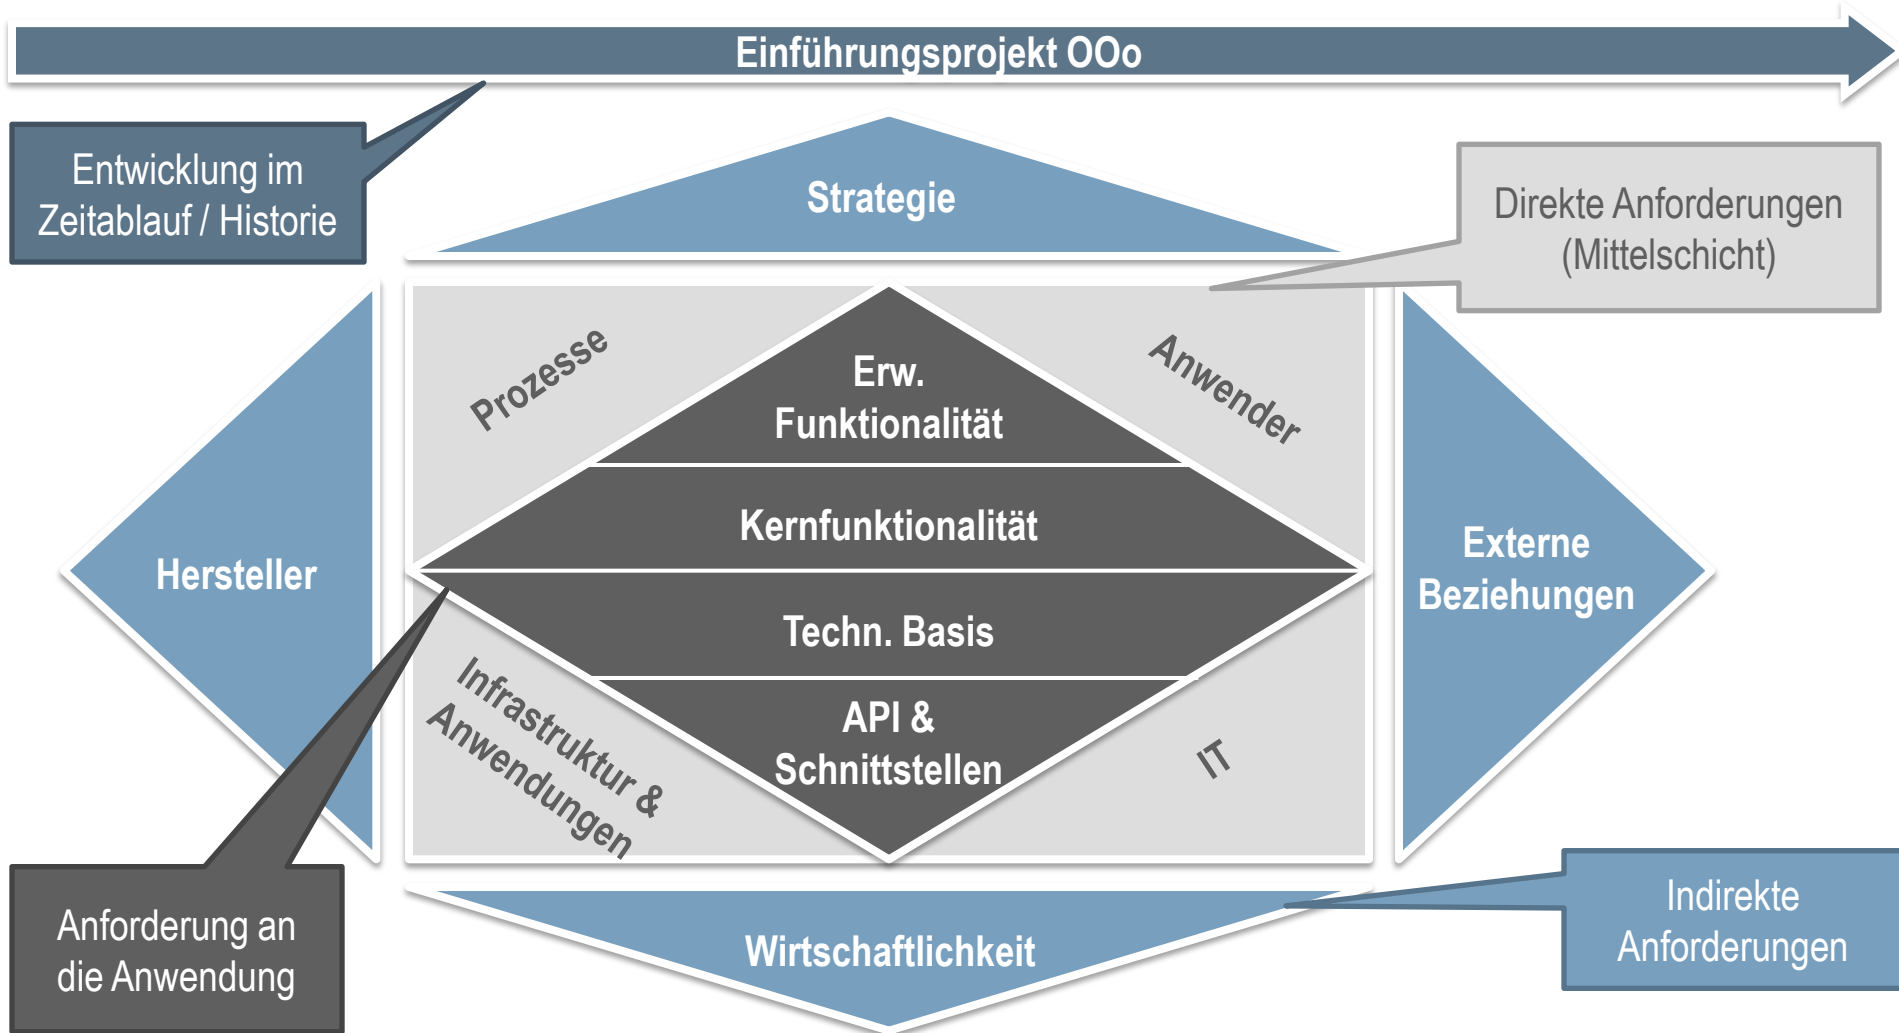 Einführungsprojekt OOo
Entwicklung im
Zeitablauf / Historie
Strategie
Direkte Anforderungen
(Mittelschicht)
Prozesse
Anwender
Erw.
Funktionalität
Kernfunktionalität
Hersteller
Externe
Beziehungen
Techn. Basis
Infrastruktur &
Anwendungen
API &
Schnittstellen
IT
Anforderung an
die Anwendung
Wirtschaftlichkeit
Indirekte
Anforderungen